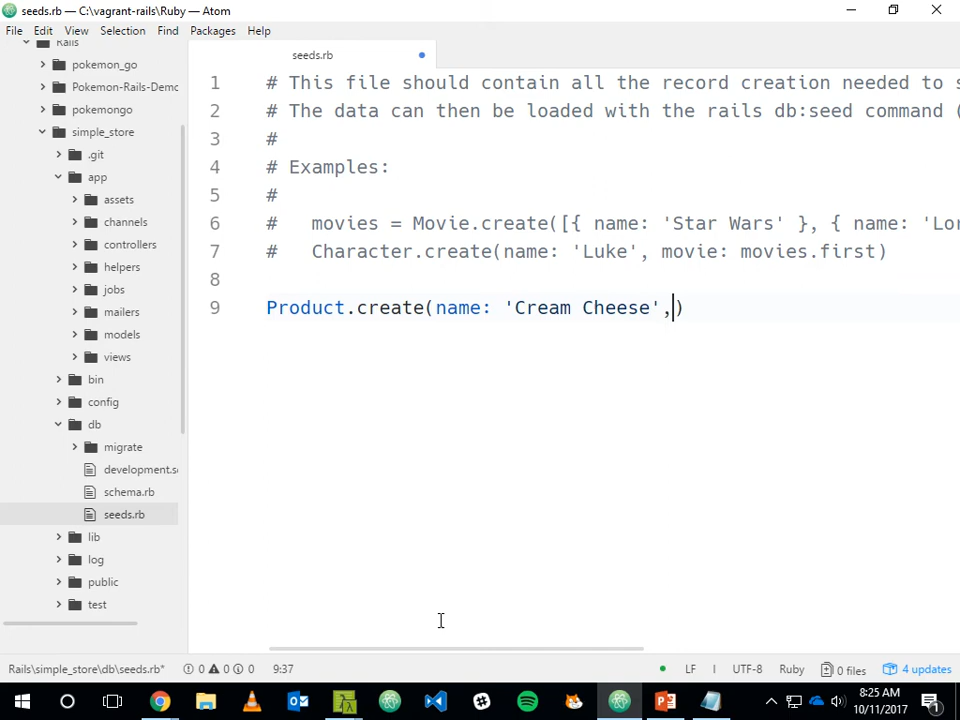 seeds.rb — C:\vagrant-rails\Ruby — Atom
File Edit View Selection Find Packages Help
Rails
pokemon_go
Pokemon-Rails-Demo
pokemongo
simple_store
.git
app
assets
channels
controllers
helpers
jobs
mailers
models
views
bin
config
db
migrate
development.s
schema.rb
seeds.rb
lib
log
public
test
seeds.rb
1 # This file should contain all the record creation needed to s
2 # The data can then be loaded with the rails db:seed command (
3 #
4 # Examples:
5 #
6 #   movies = Movie.create([{ name: 'Star Wars' }, { name: 'Lor
7 #   Character.create(name: 'Luke', movie: movies.first)
8
9 Product.create(name: 'Cream Cheese',)
Rails\simple_store\db\seeds.rb* 0 0 0 9:37 LF UTF-8 Ruby 0 files 4 updates
8:25 AM
10/11/2017
1